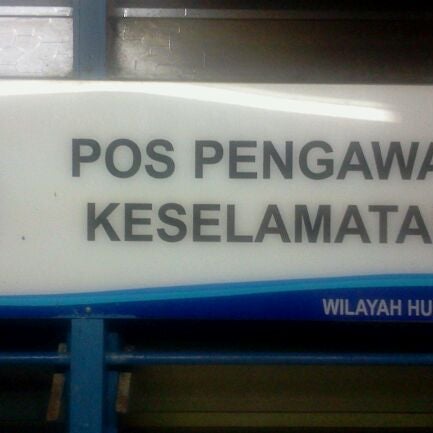 POS PENGAWA
KESELAMATA
WILAYAH HU